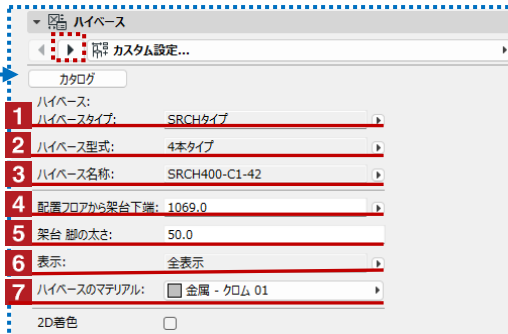 ハイベース
カスタム設定...
カタログ
ハイベース:
1 ハイベースタイプ: SRCHタイプ
2 ハイベース型式: 4本タイプ
3 ハイベース名称: SRCH400-C1-42
4 配置フロアから架台下端: 1069.0
5 架台 脚の太さ: 50.0
6 表示: 全表示
7 ハイベースのマテリアル: 金属 - クロム 01
2D着色